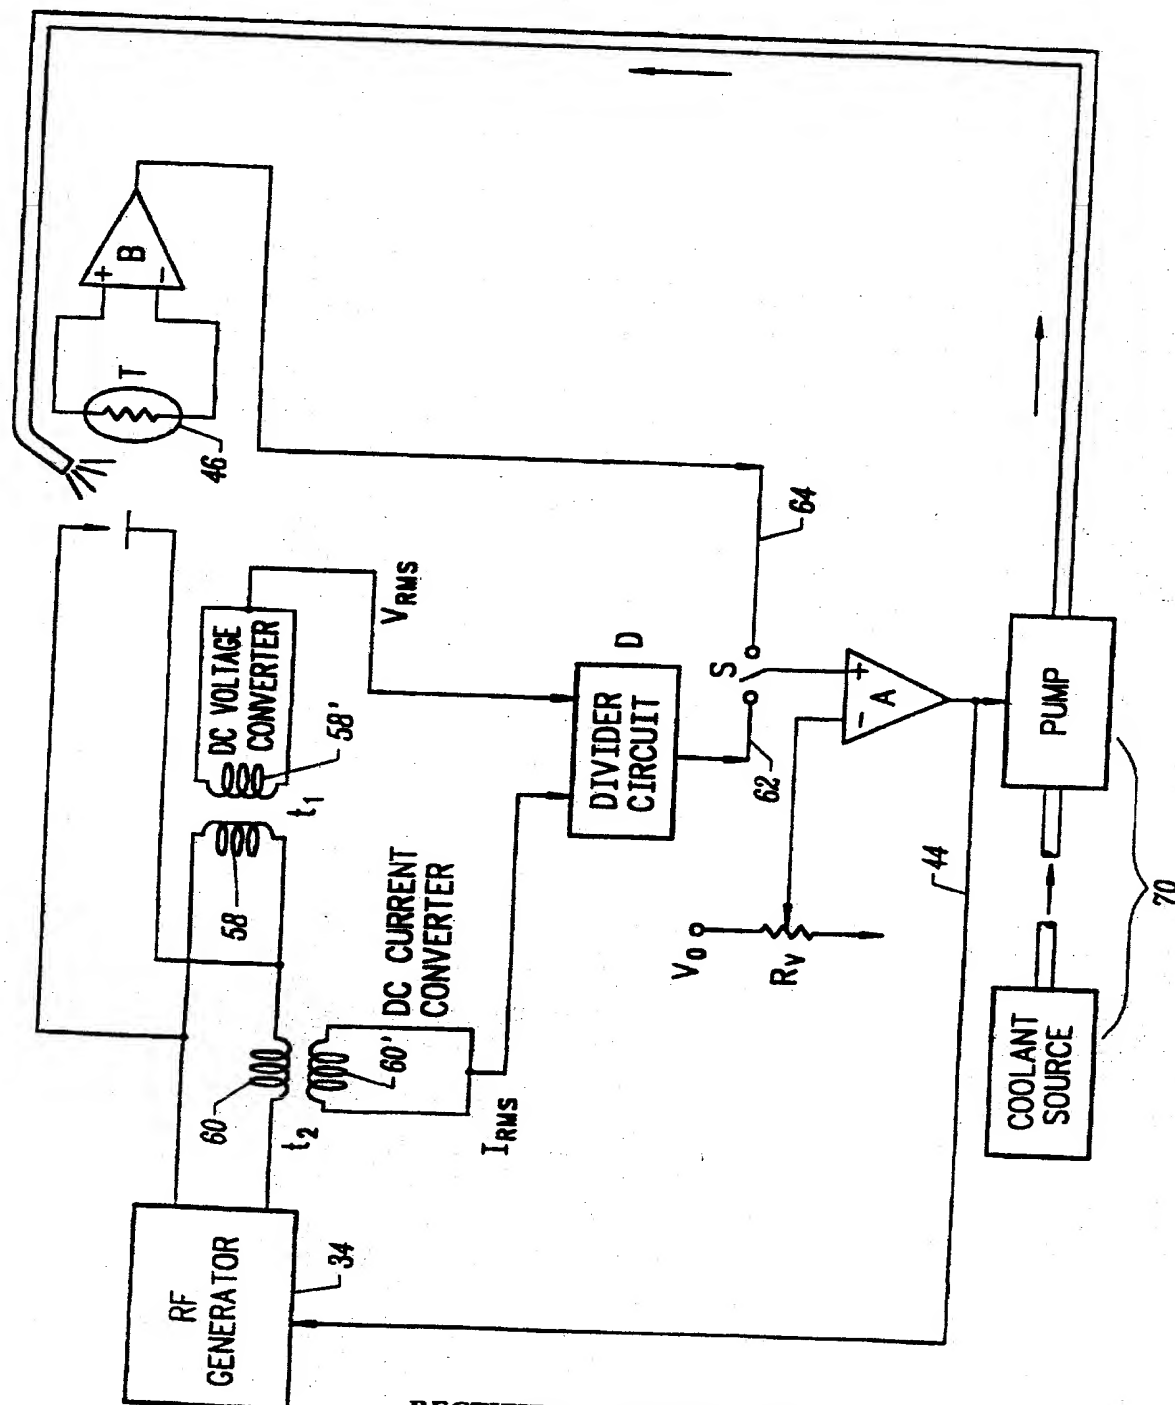 RF
GENERATOR
34
60
t2
60'
DC CURRENT
CONVERTER
IRMS
58
t1
58'
DC VOLTAGE
CONVERTER
VRMS
46
T
+
B
-
DIVIDER
CIRCUIT
D
62
S
64
-
A
+
V0
RV
44
COOLANT
SOURCE
PUMP
70